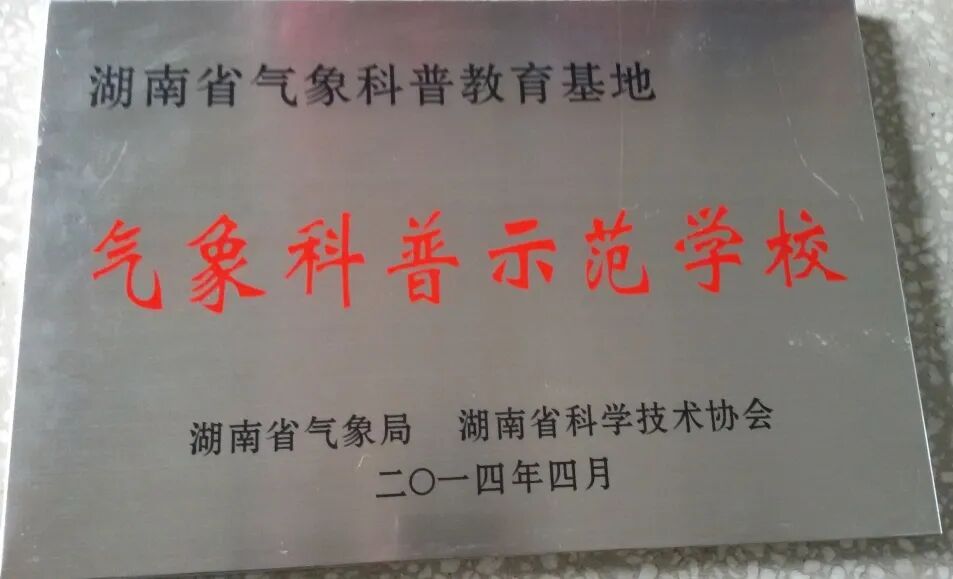 湖南省气象科普教育基地
气象科普示范学校
湖南省气象局 湖南省科学技术协会
二〇一四年四月